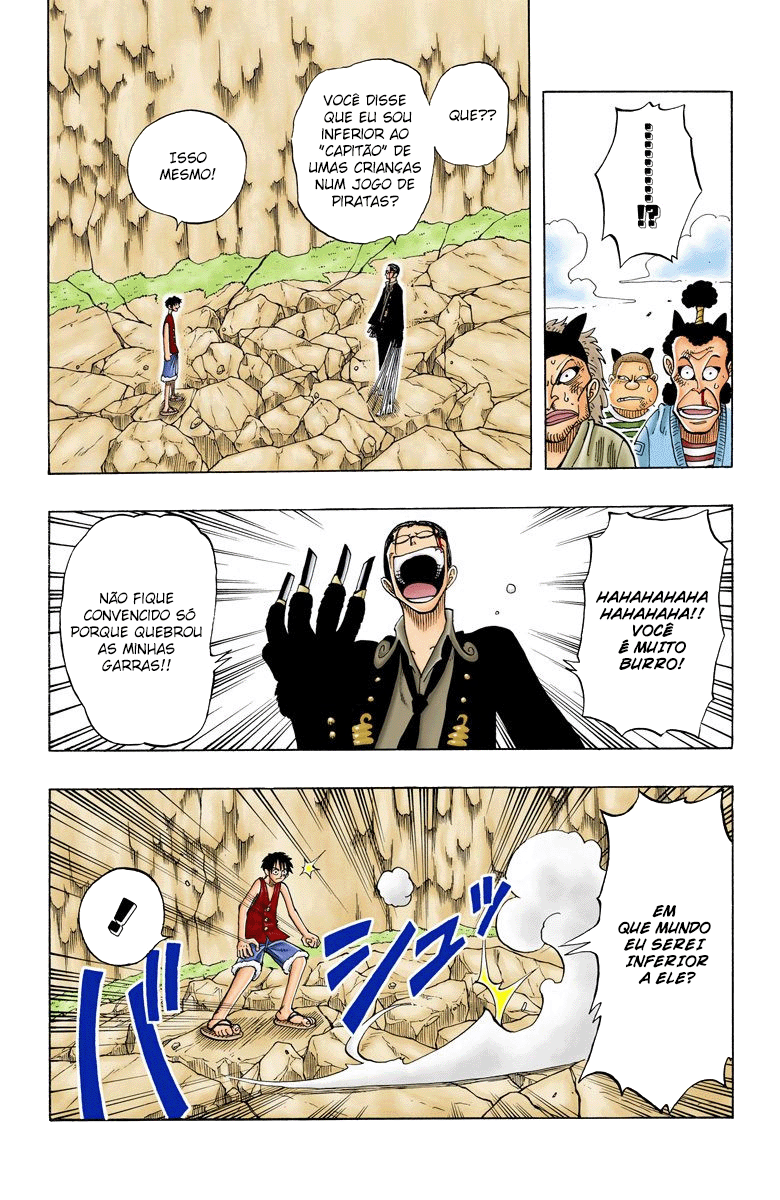 ...........!?
QUE??
VOCÊ DISSE
QUE EU SOU
INFERIOR AO
"CAPITÃO" DE
UMAS CRIANÇAS
NUM JOGO DE
PIRATAS?
ISSO
MESMO!
HAHAHAHAHA
HAHAHAHA!!
VOCÊ
É MUITO
BURRO!
NÃO FIQUE
CONVENCIDO SÓ
PORQUE QUEBROU
AS MINHAS
GARRAS!!
EM
QUE MUNDO
EU SEREI
INFERIOR
A ELE?
!
バシュッ